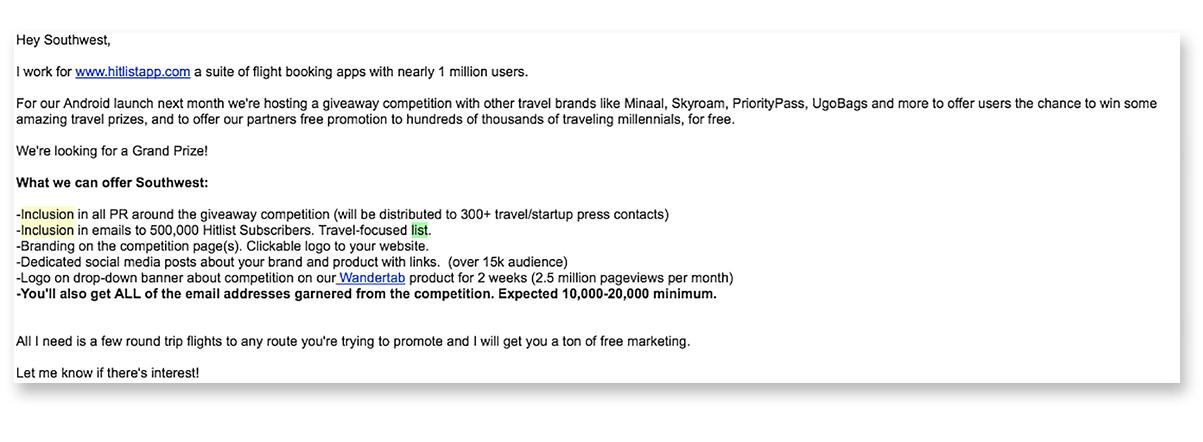 Hey Southwest,
I work for www.hitlistapp.com a suite of flight booking apps with nearly 1 million users.
For our Android launch next month we're hosting a giveaway competition with other travel brands like Minaal, Skyroam, PriorityPass, UgoBags and more to offer users the chance to win some
amazing travel prizes, and to offer our partners free promotion to hundreds of thousands of traveling millennials, for free.
We're looking for a Grand Prize!
What we can offer Southwest:
-Inclusion in all PR around the giveaway competition (will be distributed to 300+ travel/startup press contacts)
-Inclusion in emails to 500,000 Hitlist Subscribers. Travel-focused list.
-Branding on the competition page(s). Clickable logo to your website.
-Dedicated social media posts about your brand and product with links.  (over 15k audience)
-Logo on drop-down banner about competition on our Wandertab product for 2 weeks (2.5 million pageviews per month)
-You'll also get ALL of the email addresses garnered from the competition. Expected 10,000-20,000 minimum.
All I need is a few round trip flights to any route you're trying to promote and I will get you a ton of free marketing.
Let me know if there's interest!